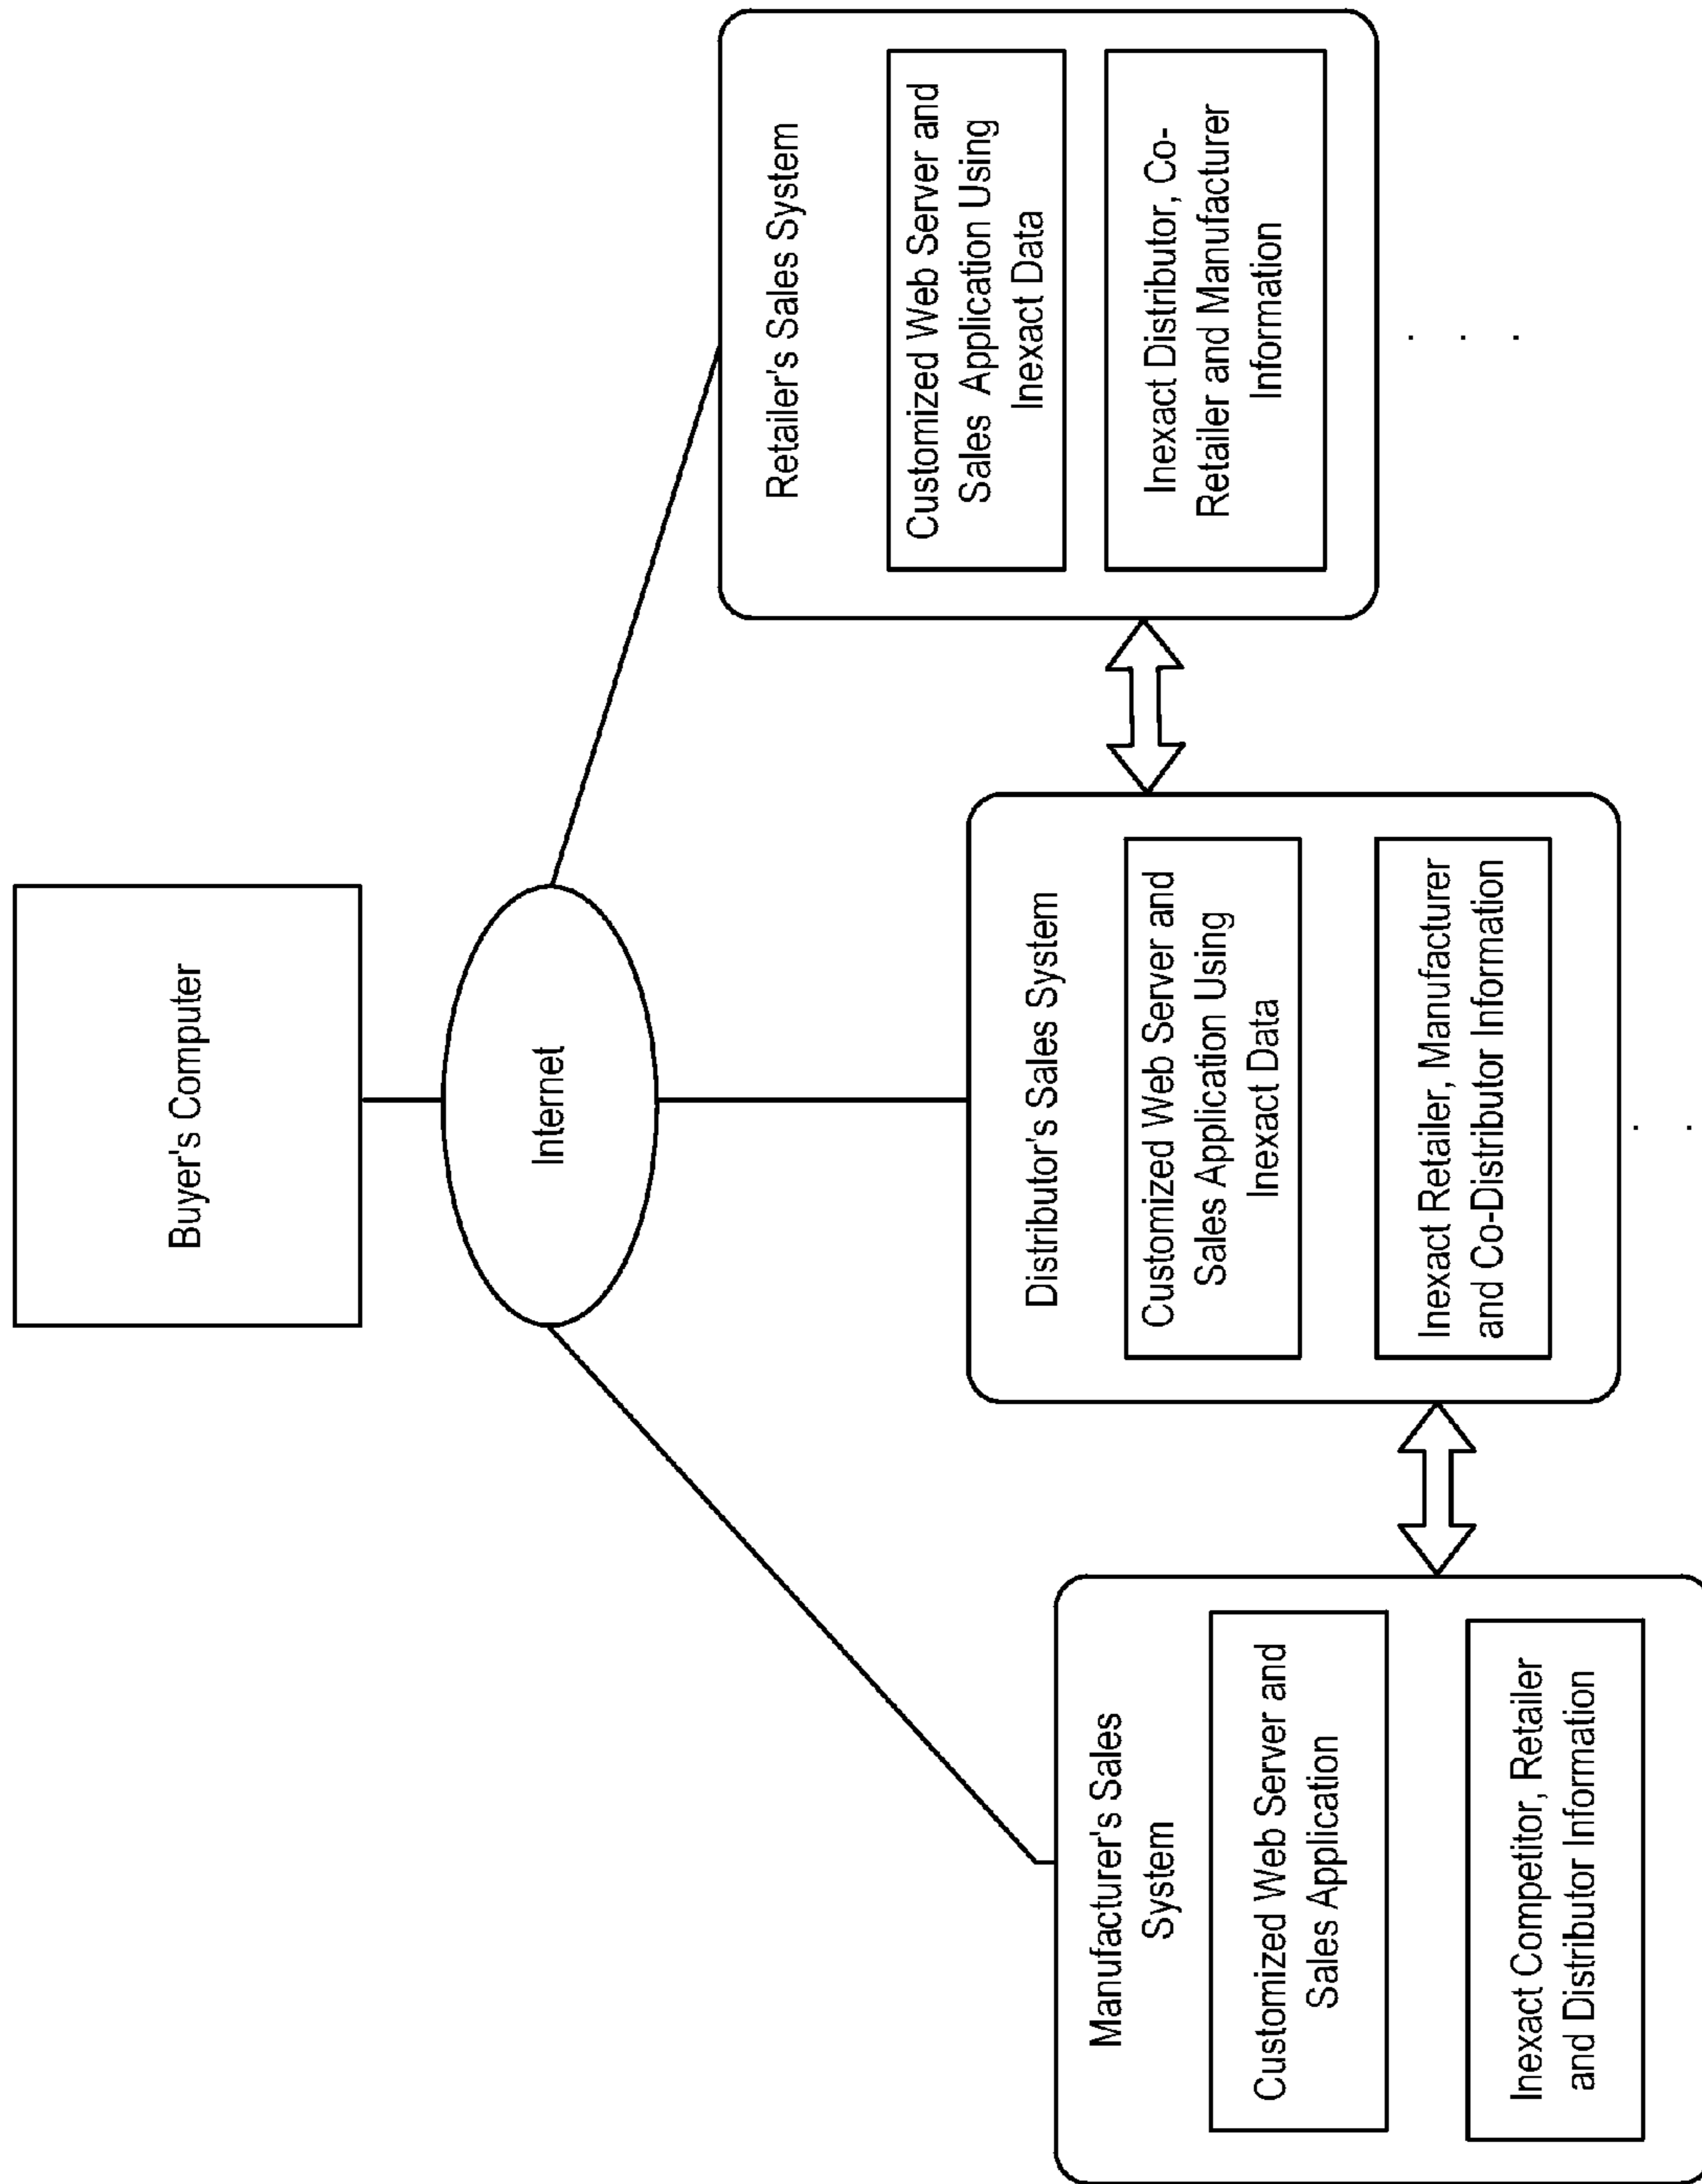 Buyer's Computer
Internet
Manufacturer's Sales
System
Customized Web Server and
Sales Application
Inexact Competitor, Retailer
and Distributor Information
Distributor's Sales System
Customized Web Server and
Sales Application Using
Inexact Data
Inexact Retailer, Manufacturer
and Co-Distributor Information
. .
Retailer's Sales System
Customized Web Server and
Sales Application Using
Inexact Data
Inexact Distributor, Co-
Retailer and Manufacturer
Information
. . .